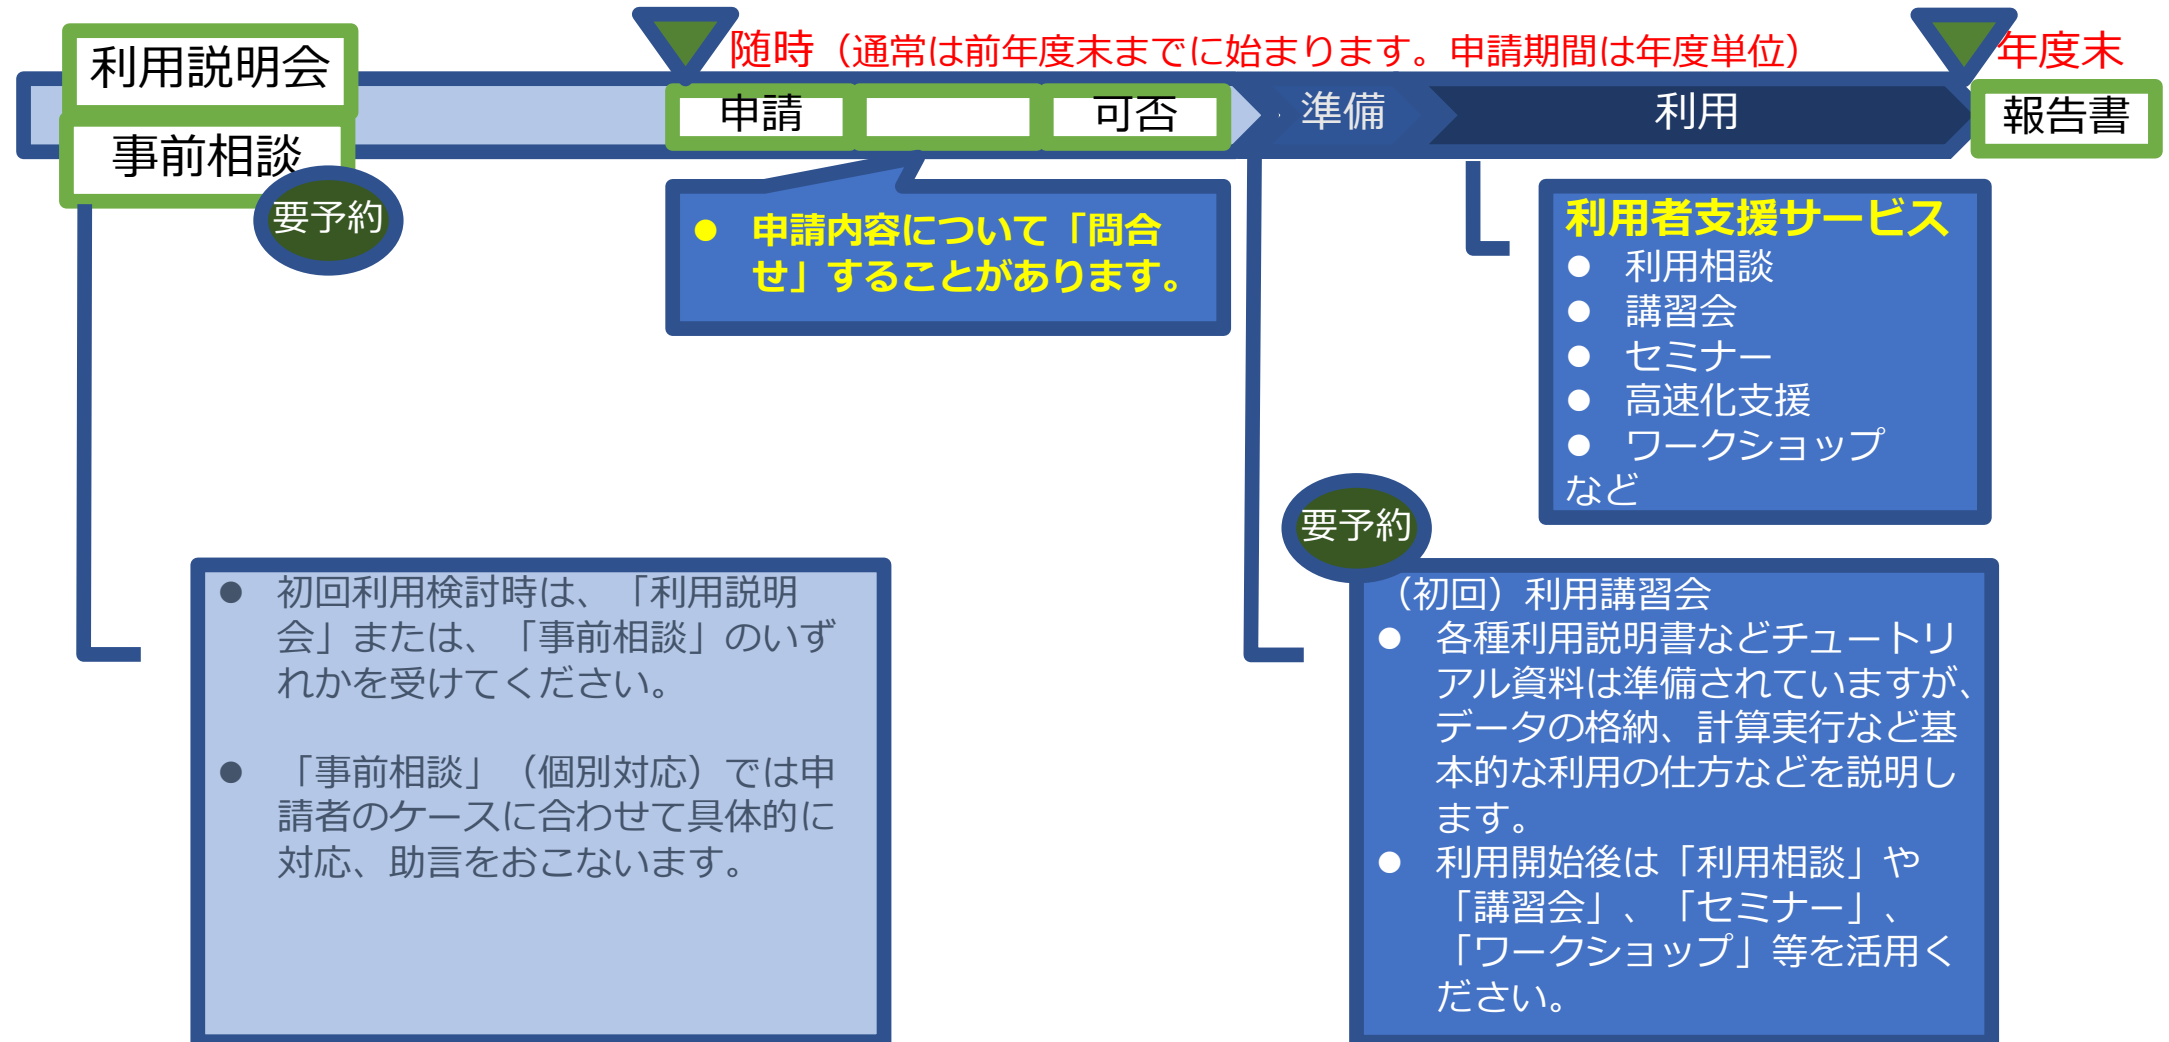 利用説明会
事前相談
要予約
随時（通常は前年度末までに始まります。申請期間は年度単位）
年度末
申請
可否
準備
利用
報告書
● 申請内容について「問合
せ」することがあります。
利用者支援サービス
● 利用相談
● 講習会
● セミナー
● 高速化支援
● ワークショップ
など
● 初回利用検討時は、「利用説明
会」または、「事前相談」のいず
れかを受けてください。
● 「事前相談」（個別対応）では申
請者のケースに合わせて具体的に
対応、助言をおこないます。
要予約
（初回）利用講習会
● 各種利用説明書などチュートリ
アル資料は準備されていますが、
データの格納、計算実行など基
本的な利用の仕方などを説明し
ます。
● 利用開始後は「利用相談」や
「講習会」、「セミナー」、
「ワークショップ」等を活用く
ださい。